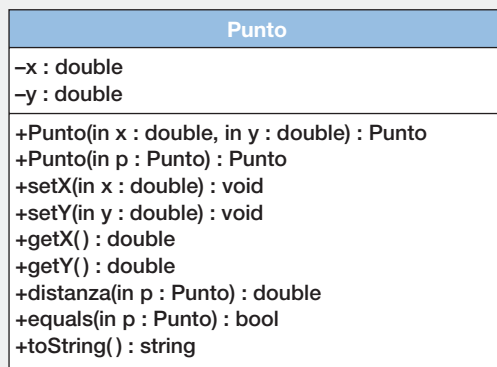 Punto
–x : double
–y : double
+Punto(in x : double, in y : double) : Punto
+Punto(in p : Punto) : Punto
+setX(in x : double) : void
+setY(in y : double) : void
+getX( ) : double
+getY( ) : double
+distanza(in p : Punto) : double
+equals(in p : Punto) : bool
+toString( ) : string